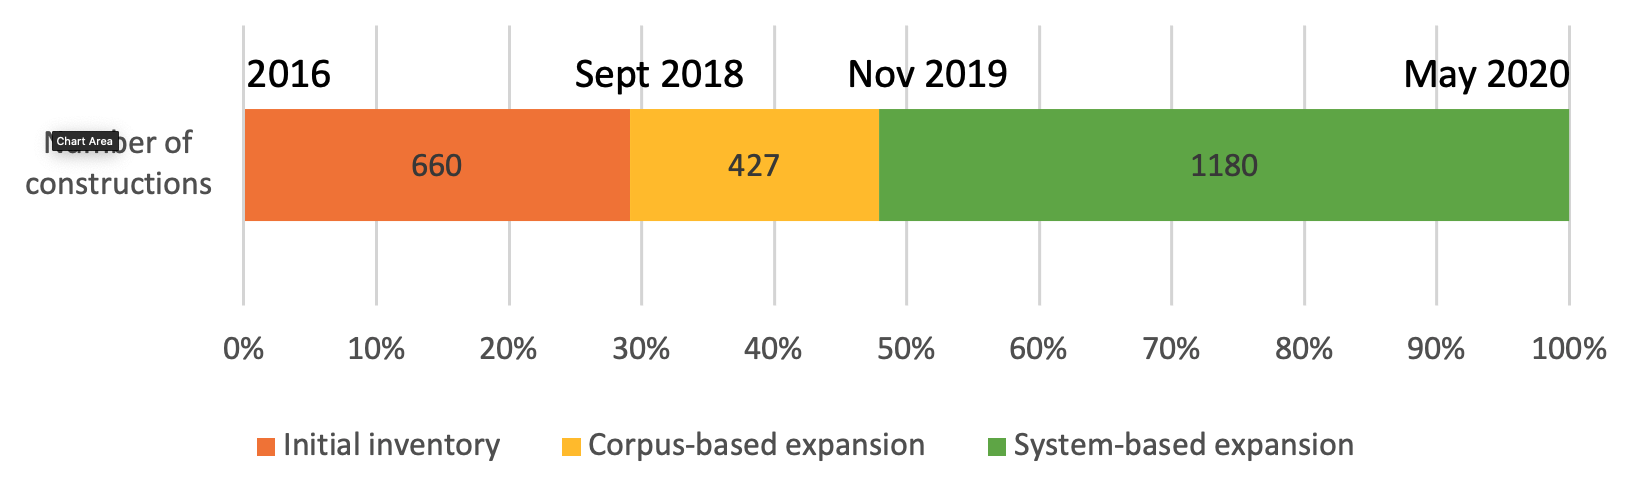 2016 Sept 2018 Nov 2019 May 2020
Chart Area
of
constructions
660 427 1180
0% 10% 20% 30% 40% 50% 60% 70% 80% 90% 100%
Initial inventory Corpus-based expansion System-based expansion